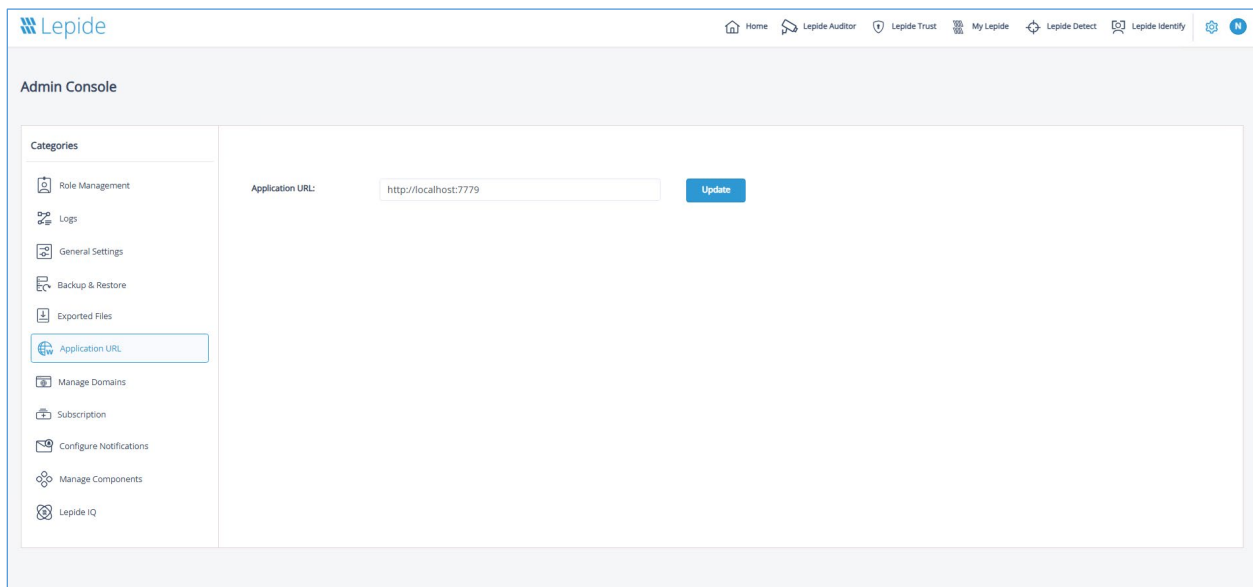 Lepide
Home Lepide Auditor Lepide Trust My Lepide Lepide Detect Lepide Identify N
Admin Console
Categories
Role Management
Logs
General Settings
Backup & Restore
Exported Files
Application URL
Manage Domains
Subscription
Configure Notifications
Manage Components
Lepide IQ
Application URL: http://localhost:7779 Update